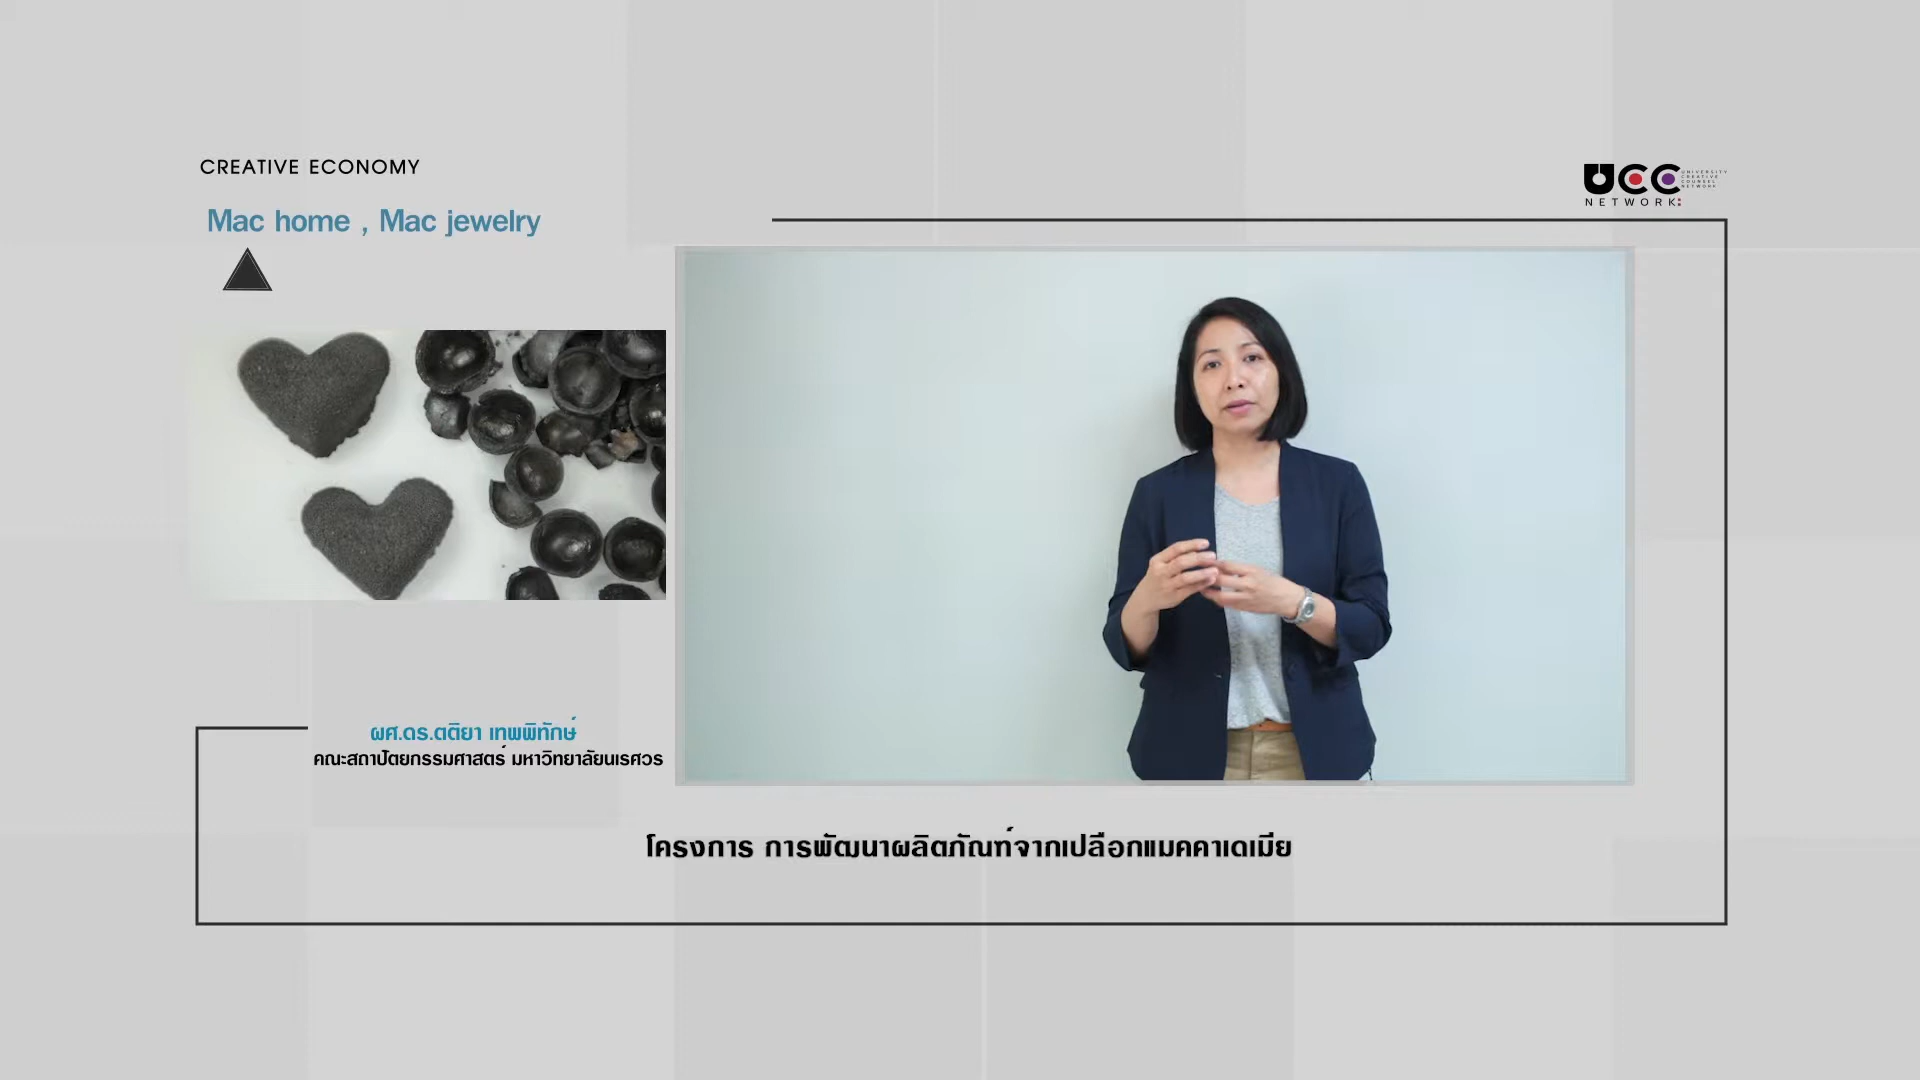 CREATIVE ECONOMY
Mac home , Mac jewelry
UCC
UNIVERSITY
CREATIVE
COUNSEL
NETWORK
NETWORK:
ผศ.ดร.ตติยา เทพพิทักษ์
คณะสถาปัตยกรรมศาสตร์ มหาวิทยาลัยนเรศวร
โครงการ การพัฒนาผลิตภัณฑ์จากเปลือกแมคคาเดเมีย